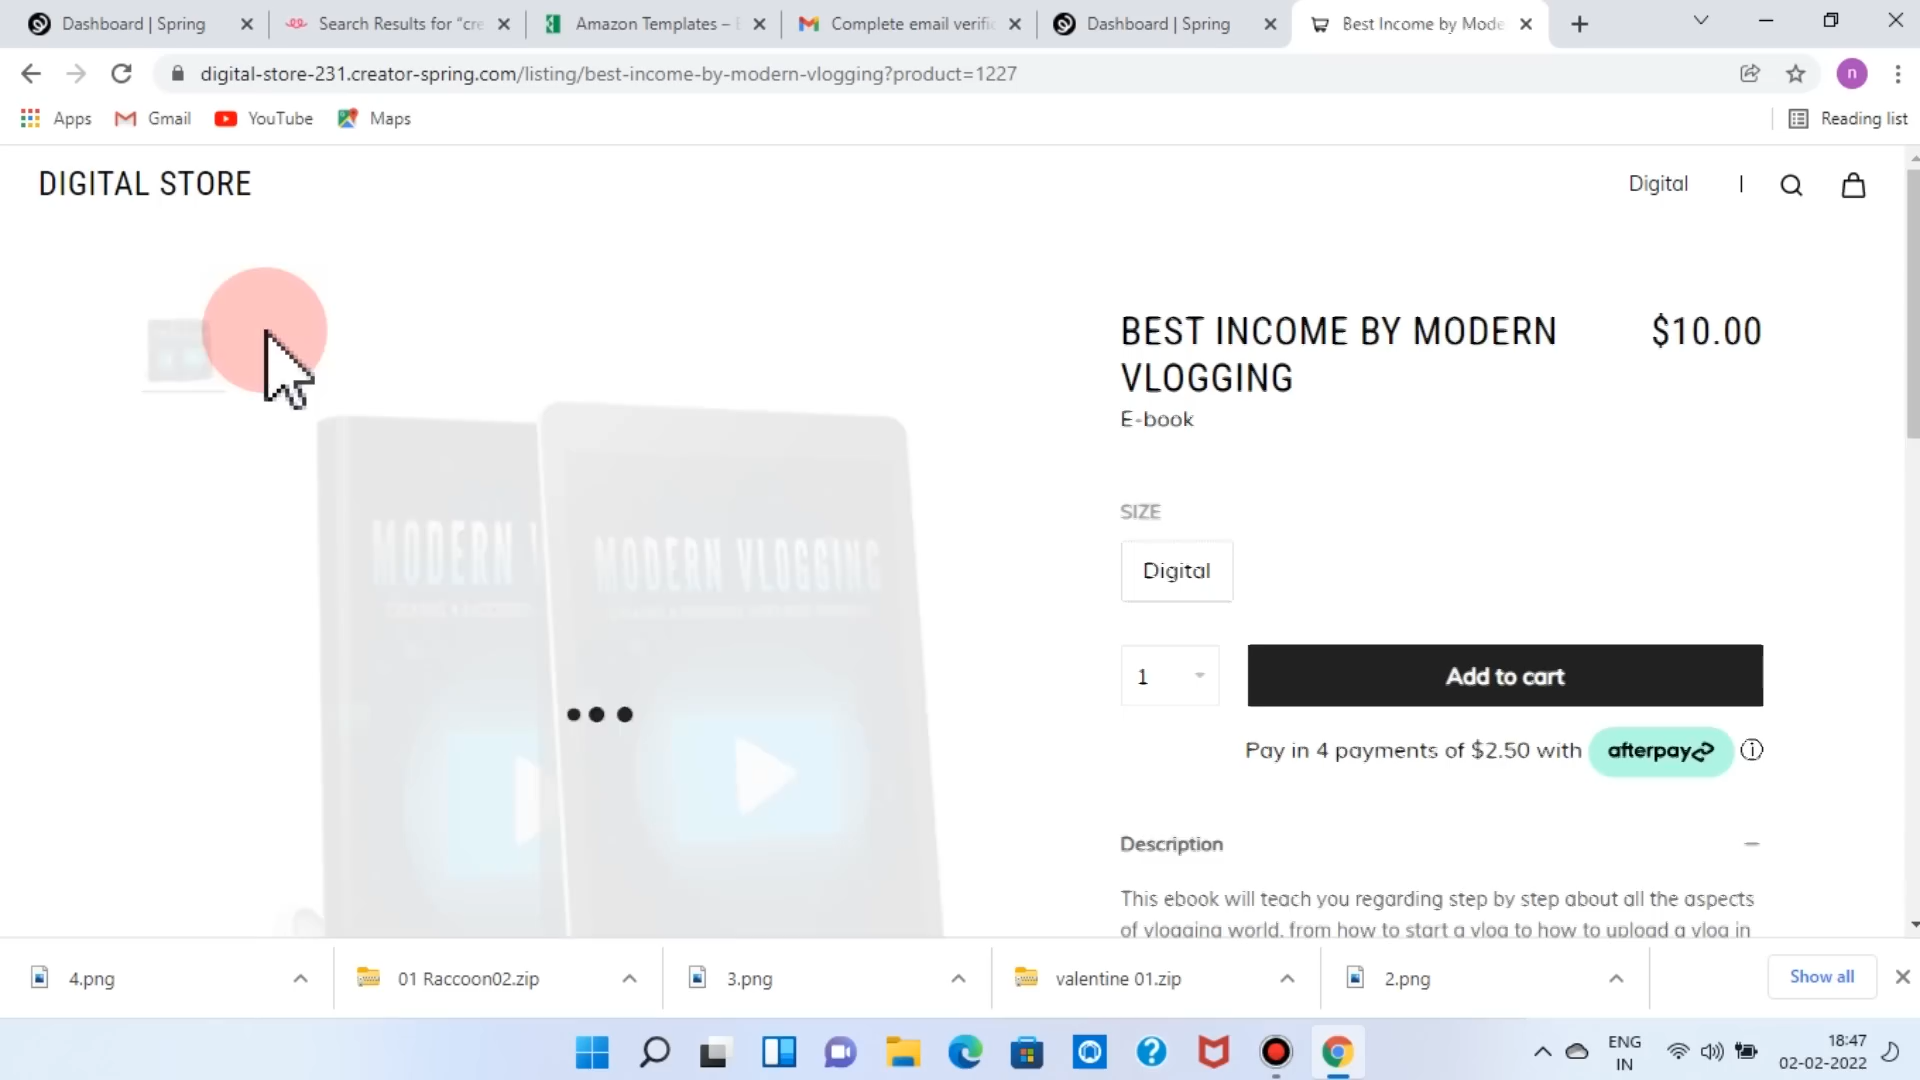 Dashboard | Spring
Search Results for "cre
Amazon Templates –
Complete email verific
Dashboard | Spring
Best Income by Mode
digital-store-231.creator-spring.com/listing/best-income-by-modern-vlogging?product=1227
n
Apps
Gmail
YouTube
Maps
Reading list
DIGITAL STORE
Digital
BEST INCOME BY MODERN
VLOGGING
$10.00
E-book
SIZE
Digital
1
Add to cart
Pay in 4 payments of $2.50 with afterpay
Description
This ebook will teach you regarding step by step about all the aspects
of vlogging world, from how to start a vlog to how to upload a vlog in
MODERN V
MODERN VLOGGING
4.png
01 Raccoon02.zip
3.png
valentine 01.zip
2.png
Show all
ENG
IN
18:47
02-02-2022